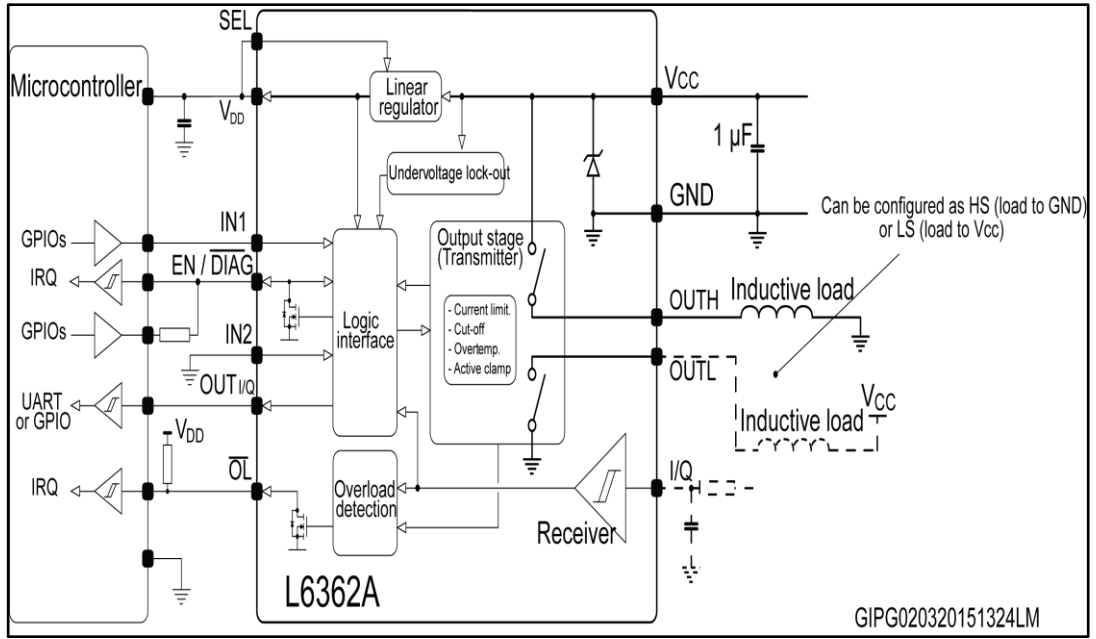 SEL
Microcontroller
VDD
Linear
regulator
VCC
1 µF
Undervoltage lock-out
GND
Can be configured as HS (load to GND)
or LS (load to Vcc)
GPIOs
IN1
IRQ
EN / DIAG
GPIOs
IN2
Logic
interface
Output stage
(Transmitter)
- Current limit.
- Cut-off
- Overtemp.
- Active clamp
OUTH
Inductive load
OUTL
VCC
Inductive load
UART
or GPIO
OUT I/Q
VDD
IRQ
OL
Overload
detection
Receiver
I/Q
L6362A
GIPG020320151324LM